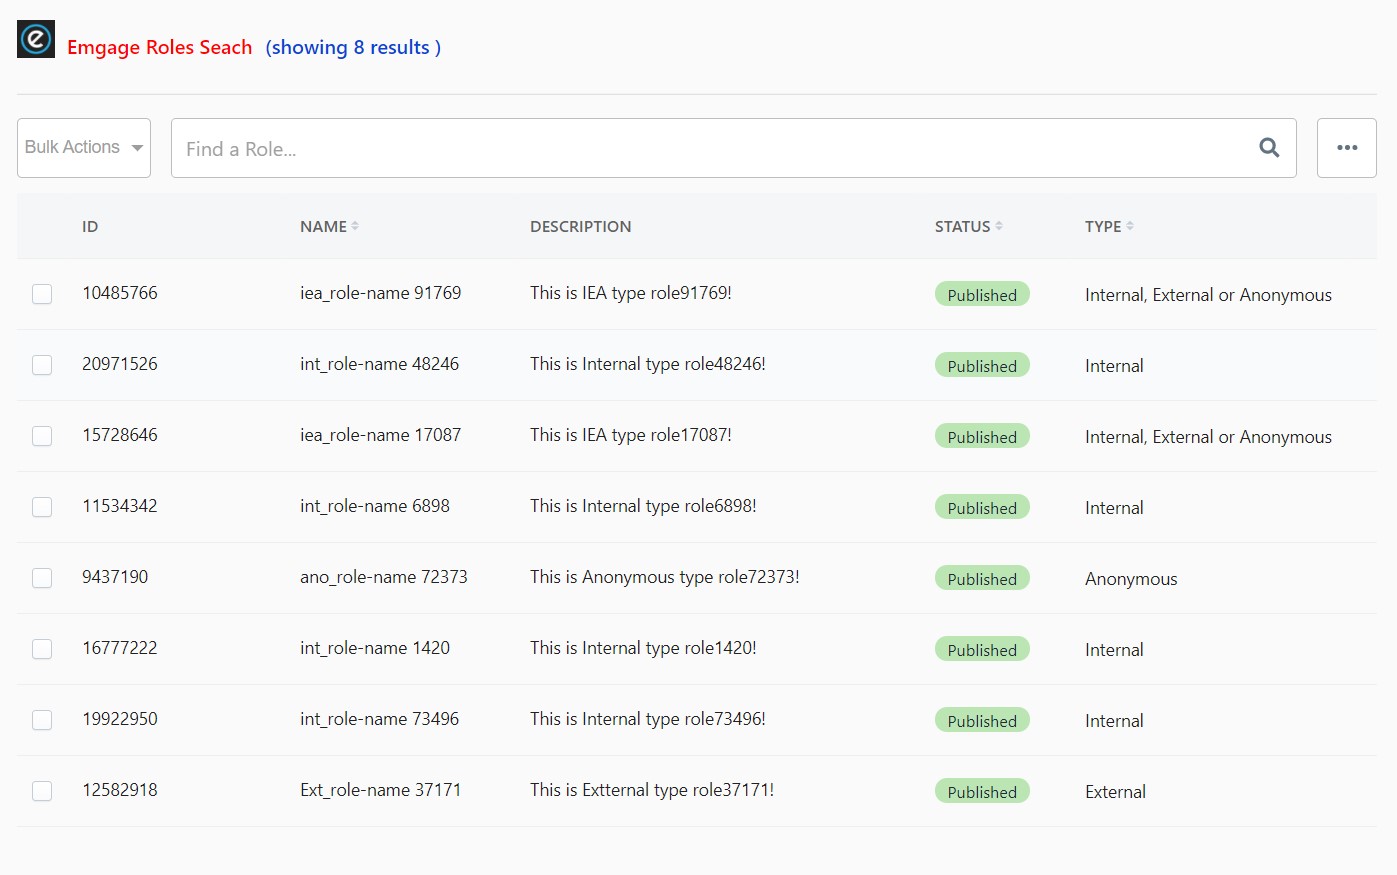 e Emgage Roles Seach (showing 8 results )
Bulk Actions Find a Role... •••
ID NAME DESCRIPTION STATUS TYPE
10485766 iea_role-name 91769 This is IEA type role91769! Published Internal, External or Anonymous
20971526 int_role-name 48246 This is Internal type role48246! Published Internal
15728646 iea_role-name 17087 This is IEA type role17087! Published Internal, External or Anonymous
11534342 int_role-name 6898 This is Internal type role6898! Published Internal
9437190 ano_role-name 72373 This is Anonymous type role72373! Published Anonymous
16777222 int_role-name 1420 This is Internal type role1420! Published Internal
19922950 int_role-name 73496 This is Internal type role73496! Published Internal
12582918 Ext_role-name 37171 This is Extternal type role37171! Published External